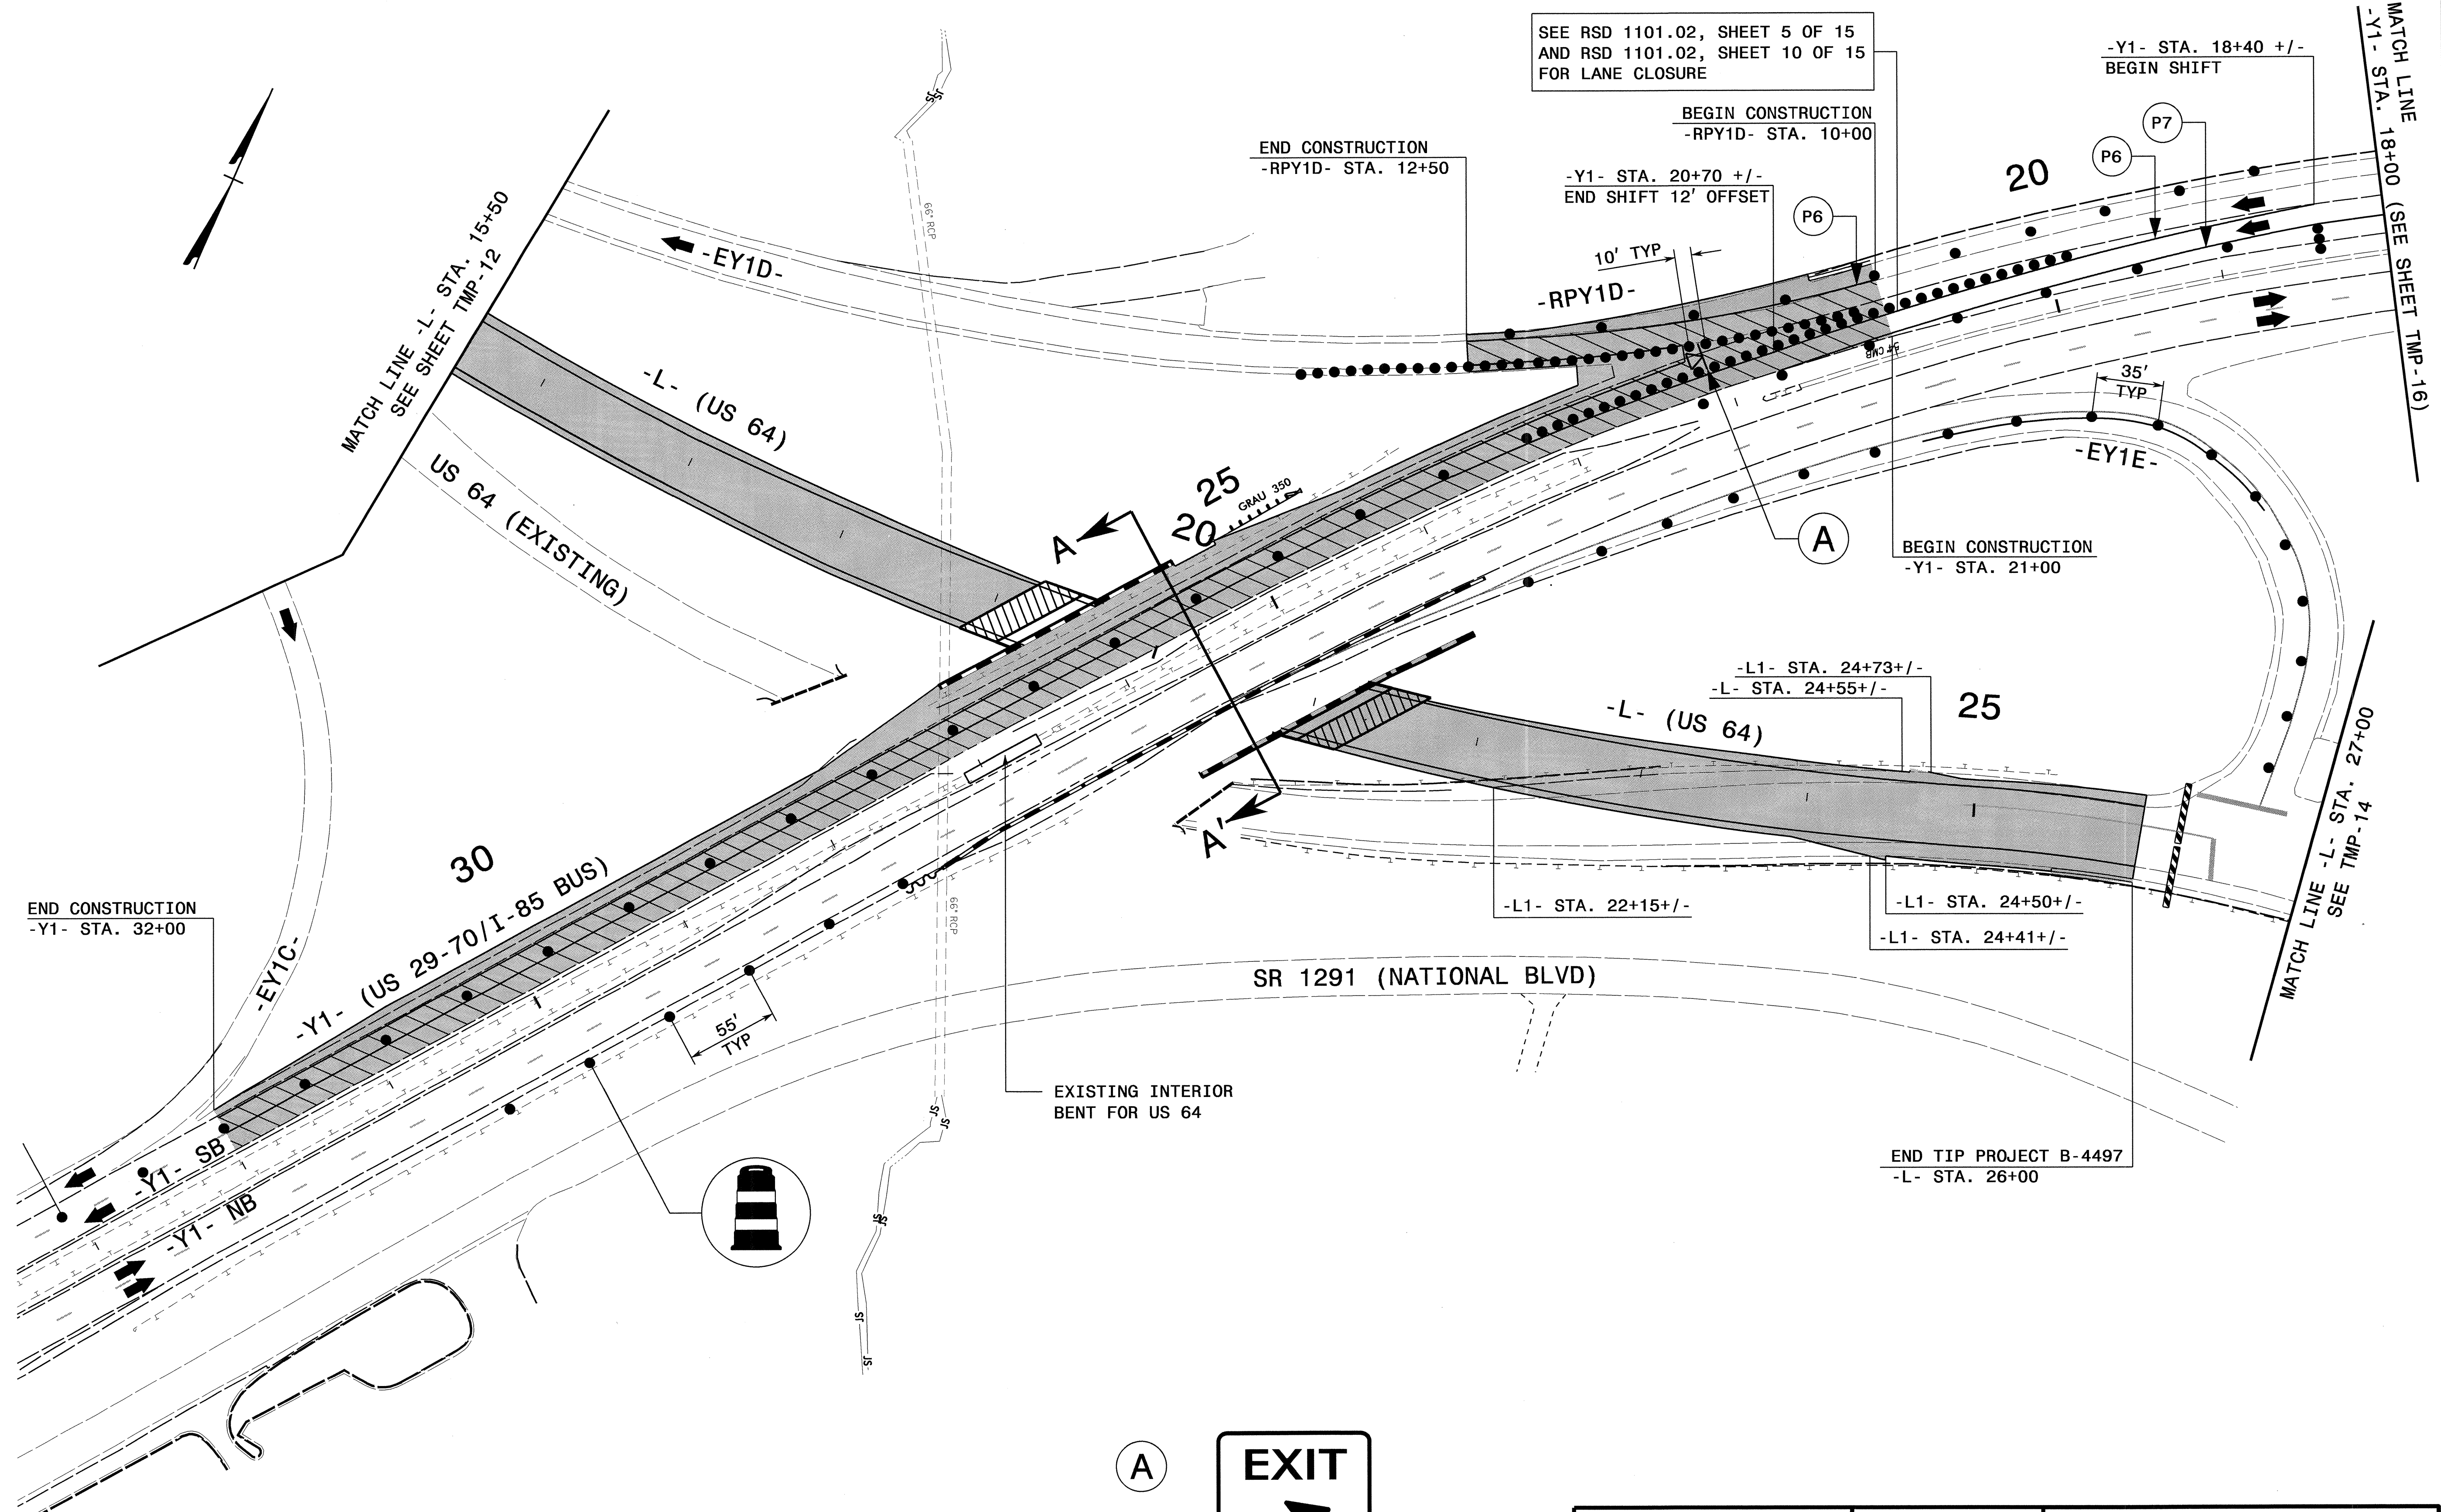 SEE RSD 1101.02, SHEET 5 OF 15
AND RSD 1101.02, SHEET 10 OF 15
FOR LANE CLOSURE
-Y1- STA. 18+40 +/-
BEGIN SHIFT
MATCH LINE
-Y1- STA. 18+00 (SEE SHEET TMP-16)
BEGIN CONSTRUCTION
-RPY1D- STA. 10+00
P7
P6
END CONSTRUCTION
-RPY1D- STA. 12+50
-Y1- STA. 20+70 +/-
END SHIFT 12' OFFSET
20
P6
10' TYP
-RPY1D-
MATCH LINE -L- STA. 15+50
SEE SHEET TMP-12
66" RCP
-EY1D-
JS
-L- (US 64)
US 64 (EXISTING)
35'
TYP
-EY1E-
25
20
GRAU 350
A
A
BEGIN CONSTRUCTION
-Y1- STA. 21+00
-L1- STA. 24+73+/-
-L- STA. 24+55+/-
-L- (US 64)
25
A'
-L1- STA. 22+15+/-
-L1- STA. 24+50+/-
-L1- STA. 24+41+/-
MATCH LINE -L- STA. 27+00
SEE TMP-14
30
END CONSTRUCTION
-Y1- STA. 32+00
-EY1C-
-Y1- (US 29-70/I-85 BUS)
66" RCP
SR 1291 (NATIONAL BLVD)
55'
TYP
EXISTING INTERIOR
BENT FOR US 64
-Y1- SB
-Y1- NB
END TIP PROJECT B-4497
-L- STA. 26+00
JS
A
EXIT